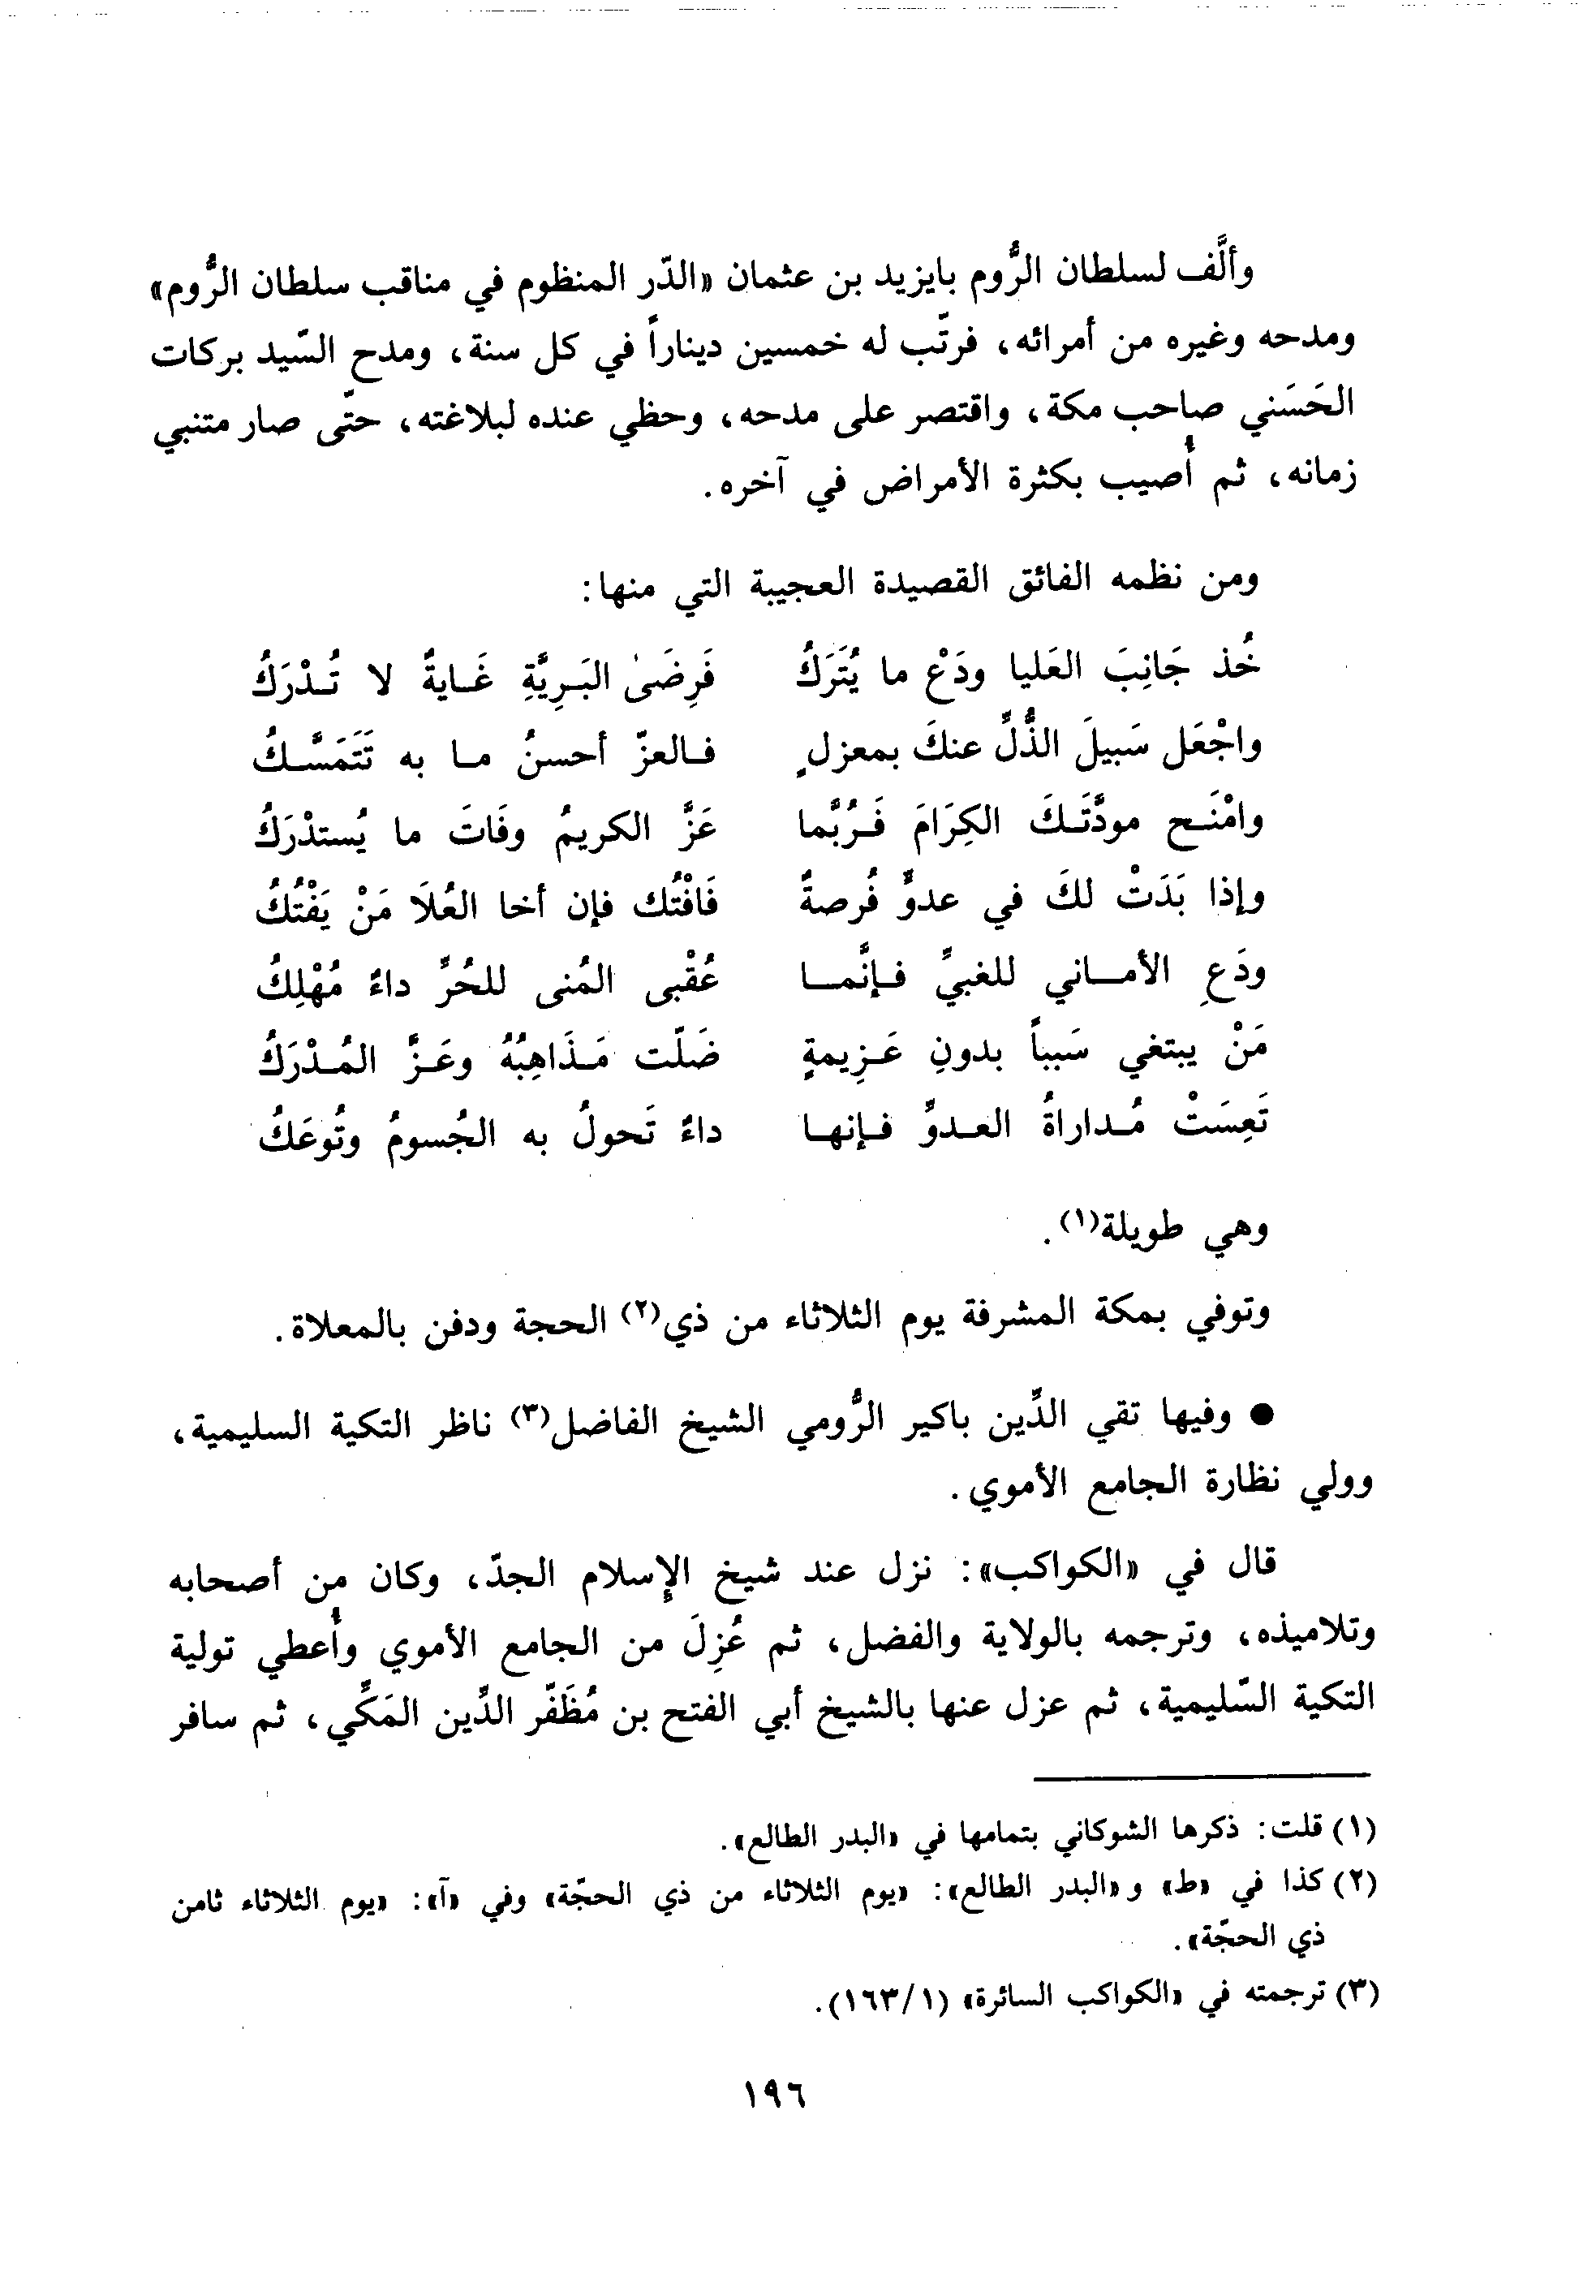 وألَّف لسلطان الرُّوم بايزيد بن عثمان «الدّر المنظوم في مناقب سلطان الرُّوم»
ومدحه وغيره من أمرائه، فرتّب له خمسين ديناراً في كل سنة، ومدح السّيد بركات
الحَسَني صاحب مكة، واقتصر على مدحه، وحظي عنده لبلاغته، حتّى صار متنبي
زمانه، ثم أُصيب بكثرة الأمراض في آخره.
ومن نظمه الفائق القصيدة العجيبة التي منها:
خُذ جَانِبَ العَليا ودَعْ ما يُتَرَكُ فَرِضَىٰ البَرِيَّةِ غَايةٌ لا تُدْرَكُ
واجْعَل سَبيلَ الذُّلِّ عنكَ بمعزلٍ فالعزّ أحسنُ ما به تَتَمَسَّكُ
وامْنَح مودَّتَكَ الكِرَامَ فَرُبَّما عَزَّ الكريمُ وفَاتَ ما يُستدْرَكُ
وإذا بَدَتْ لكَ في عدوٍّ فُرصةٌ فَافْتُك فإن أخا العُلَا مَنْ يَفْتُكُ
ودَعِ الأماني للغبيِّ فإنَّما عُقْبى المُنى للحُرِّ داءٌ مُهْلِكُ
مَنْ يبتغي سَبباً بدونِ عَزِيمةٍ ضَلّت مَذَاهِبُهُ وعَزَّ المُدْرَكُ
تَعِسَتْ مُداراةُ العدوِّ فإنها داءٌ تَحولُ به الجُسومُ وتُوعَكُ
وهي طويلة(١).
وتوفي بمكة المشرفة يوم الثلاثاء من ذي(٢) الحجة ودفن بالمعلاة.
● وفيها تقي الدِّين باكير الرُّومي الشيخ الفاضل(٣) ناظر التكية السليمية،
وولي نظارة الجامع الأموي.
قال في «الكواكب»: نزل عند شيخ الإسلام الجدّ، وكان من أصحابه
وتلاميذه، وترجمه بالولاية والفضل، ثم عُزِلَ من الجامع الأموي وأُعطي تولية
التكية السّليمية، ثم عزل عنها بالشيخ أبي الفتح بن مُظَفّر الدِّين المَكِّي، ثم سافر
(١) قلت: ذكرها الشوكاني بتمامها في «البدر الطالع».
(٢) كذا في «ط» و «البدر الطالع»: «يوم الثلاثاء من ذي الحجّة» وفي «آ»: «يوم الثلاثاء ثامن
ذي الحجّة».
(٣) ترجمته في «الكواكب السائرة» (١/١٦٣).
١٩٦